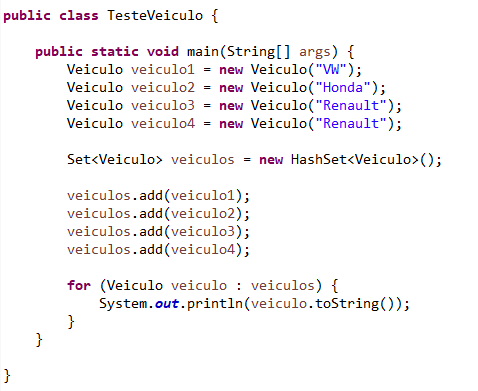 public class TesteVeiculo {
public static void main(String[] args) {
Veiculo veiculo1 = new Veiculo("VW");
Veiculo veiculo2 = new Veiculo("Honda");
Veiculo veiculo3 = new Veiculo("Renault");
Veiculo veiculo4 = new Veiculo("Renault");
Set<Veiculo> veiculos = new HashSet<Veiculo>();
veiculos.add(veiculo1);
veiculos.add(veiculo2);
veiculos.add(veiculo3);
veiculos.add(veiculo4);
for (Veiculo veiculo : veiculos) {
System.out.println(veiculo.toString());
}
}
}